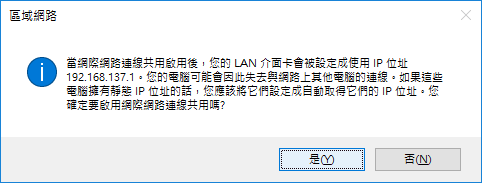 區域網路
當網際網路連線共用啟用後，您的 LAN 介面卡會被設定成使用 IP 位址
192.168.137.1。您的電腦可能會因此失去與網路上其他電腦的連線。如果這些
電腦擁有靜態 IP 位址的話，您應該將它們設定成自動取得它們的 IP 位址。您
確定要啟用網際網路連線共用嗎?
是(Y)
否(N)